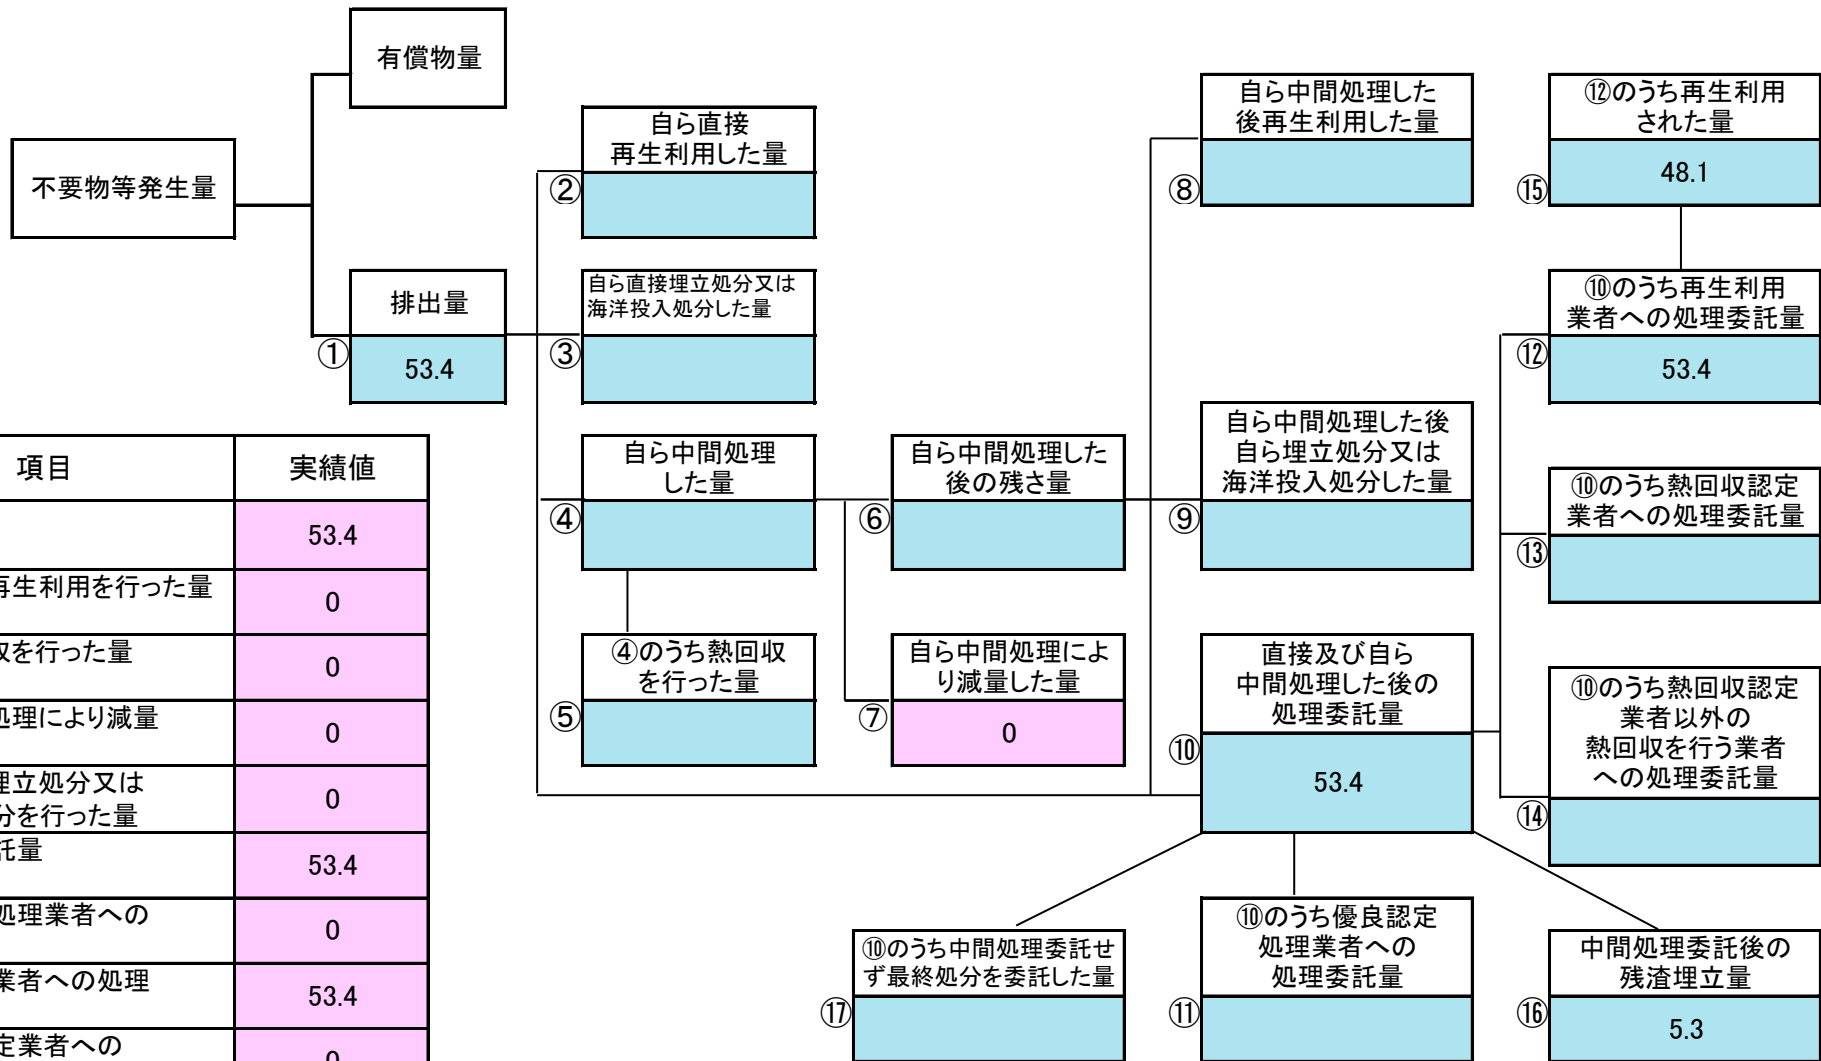 有償物量
不要物等発生量
排出量
①
53.4
自ら直接
再生利用した量
②
自ら直接埋立処分又は
海洋投入処分した量
③
自ら中間処理
した量
④
④のうち熱回収
を行った量
⑤
自ら中間処理した
後の残さ量
⑥
自ら中間処理によ
り減量した量
⑦
0
自ら中間処理した
後再生利用した量
⑧
自ら中間処理した後
自ら埋立処分又は
海洋投入処分した量
⑨
直接及び自ら
中間処理した後の
処理委託量
⑩
53.4
⑫のうち再生利用
された量
⑮
48.1
⑩のうち再生利用
業者への処理委託量
⑫
53.4
⑩のうち熱回収認定
業者への処理委託量
⑬
⑩のうち熱回収認定
業者以外の
熱回収を行う業者
への処理委託量
⑭
⑩のうち中間処理委託せ
ず最終処分を委託した量
⑰
⑩のうち優良認定
処理業者への
処理委託量
⑪
中間処理委託後の
残渣埋立量
⑯
5.3
項目 実績値
53.4
再生利用を行った量 0
を行った量 0
処理により減量 0
埋立処分又は
を行った量 0
託量 53.4
処理業者への 0
業者への処理 53.4
定業者への 0